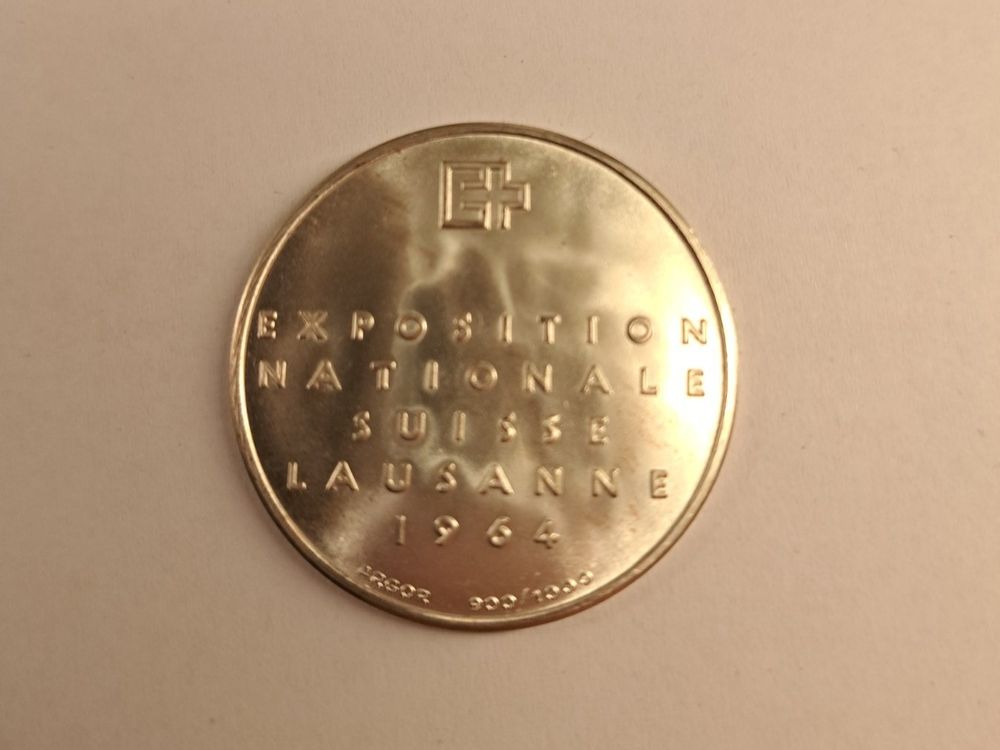 E+
EXPOSITION
NATIONALE
SUISSE
LAUSANNE
1964
ARGOR 900/1000